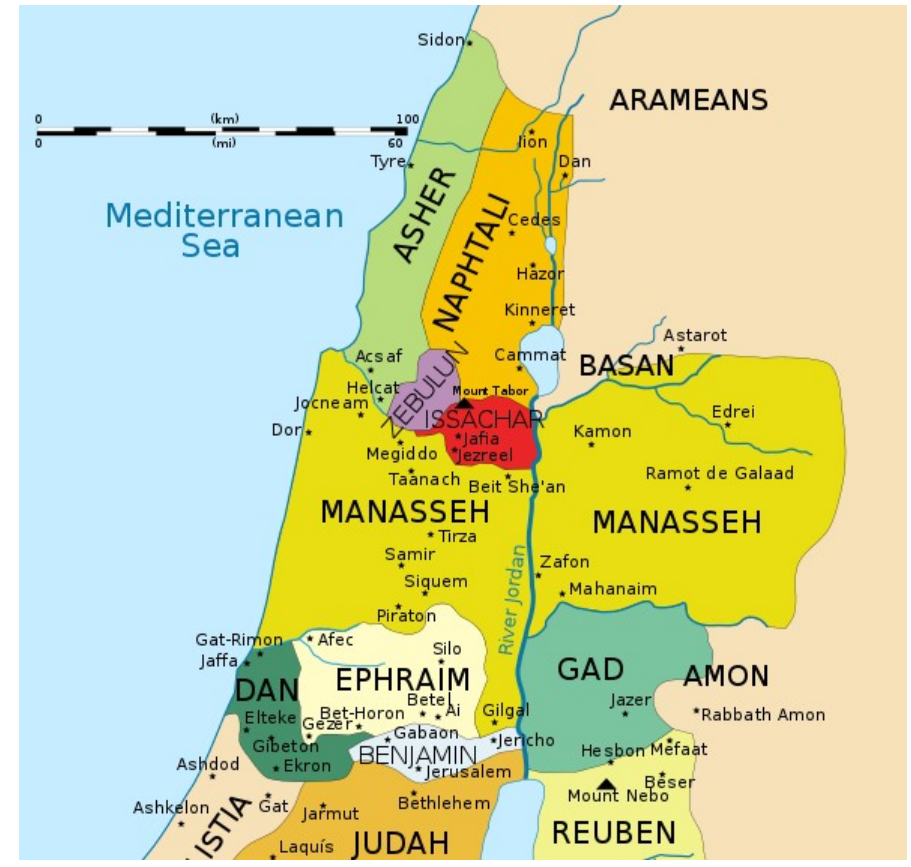 Sidon
ARAMEANS
0 (km) 100
0 (mi) 60
Iion
Tyre
Dan
ASHER
NAPHTALI
Mediterranean
Sea
Cedes
Hazor
Kinneret
Astarot
Acsaf
Cammat
BASAN
ZEBULUN
Mount Tabor
Helcat
Jocneam
ISSACHAR
Edrei
Dor
Jafia
Kamon
Megiddo
Jezreel
Taanach
Beit She'an
Ramot de Galaad
MANASSEH
MANASSEH
Tirza
Samir
Zafon
Siquem
Mahanaim
River Jordan
Piraton
Gat-Rimon
Afec
Jaffa
Silo
GAD
AMON
DAN
EPHRAIM
Betel
Jazer
Elteke
Bet-Horon
Ai
Gilgal
Rabbath Amon
Gezer
Gabaon
Jericho
Gibeton
BENJAMIN
Hesbon
Mefaat
Ekron
Jerusalem
Ashdod
Beser
Mount Nebo
Ashkelon
Gat
Jarmut
Bethlehem
LISTIA
JUDAH
REUBEN
Laquís